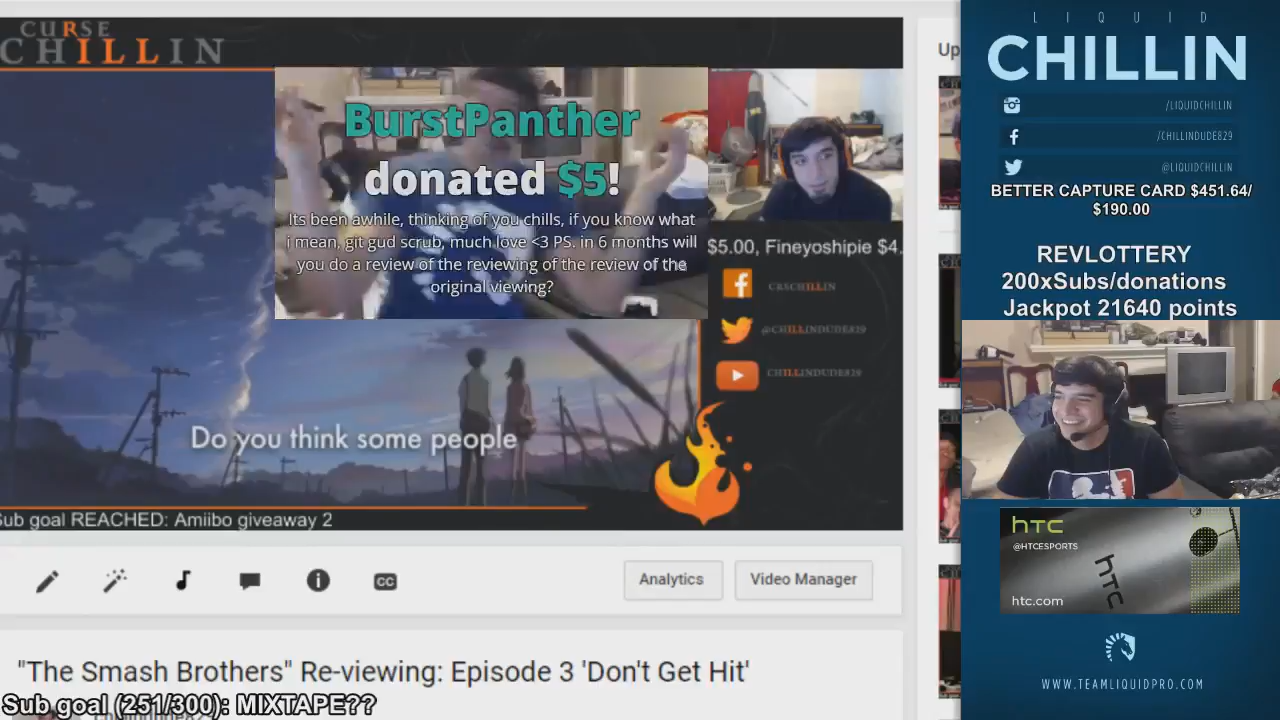 CURSE
CHILLIN
BurstPanther
donated $5!
Its been awhile, thinking of you chills, if you know what
i mean, git gud scrub, much love <3 PS. in 6 months will
you do a review of the reviewing of the review of the
original viewing?
$5.00, Fineyoshipie $4.
CRSCHILLIN
@CHILLINDUDE829
CHILLINDUDE829
Do you think some people
Sub goal REACHED: Amiibo giveaway 2
CC
Analytics
Video Manager
"The Smash Brothers" Re-viewing: Episode 3 'Don't Get Hit'
Sub goal (251/300): MIXTAPE??
Up
LIQUID
CHILLIN
/LIQUIDCHILLIN
/CHILLINDUDE829
@LIQUIDCHILLIN
BETTER CAPTURE CARD $451.64/
$190.00
REVLOTTERY
200xSubs/donations
Jackpot 21640 points
htc
@HTCESPORTS
hTC
htc.com
WWW.TEAMLIQUIDPRO.COM